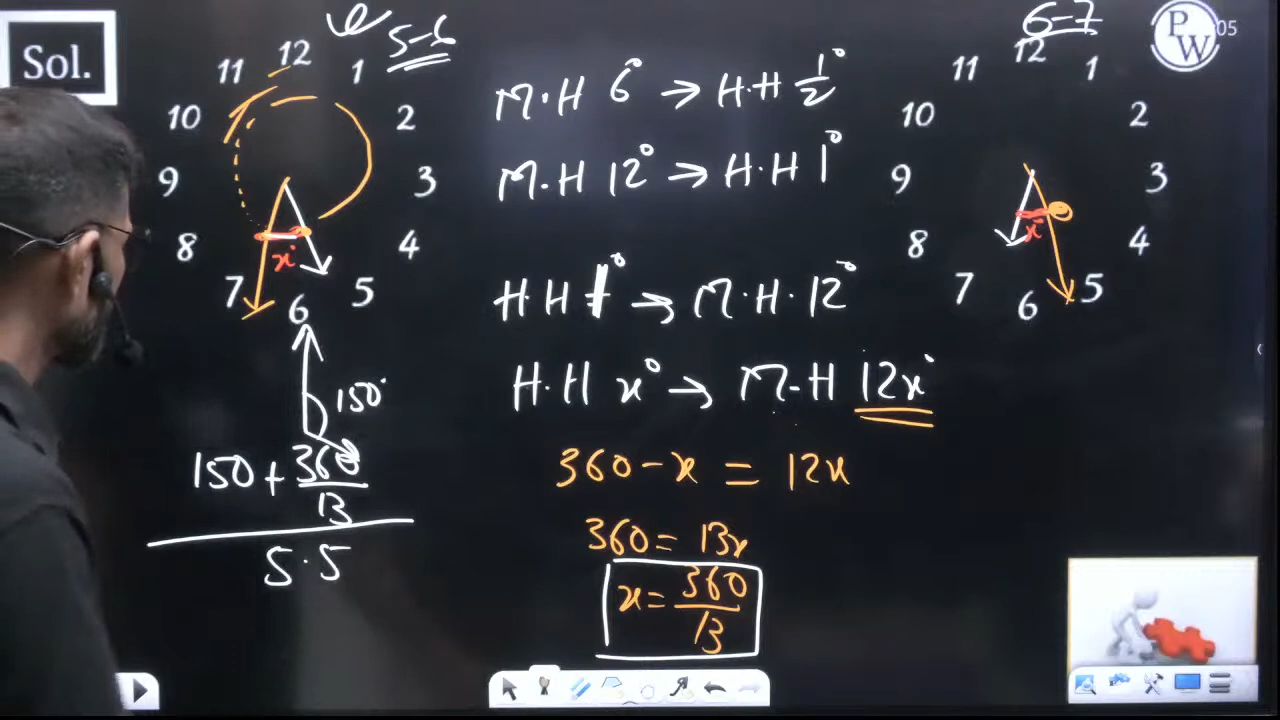 Sol.
5-6
12
11
1
10
2
9
3
8
4
7
5
6
x°
150°
150 + 360/13
5.5
M.H 6° → H.H 1/2°
M.H 12° → H.H 1°
H.H 1° → M.H. 12°
H.H x° → M.H 12x°
360 - x = 12x
360 = 13x
x = 360/13
6-7
12
11
1
10
2
9
3
8
4
7
5
6
x°
PW
05